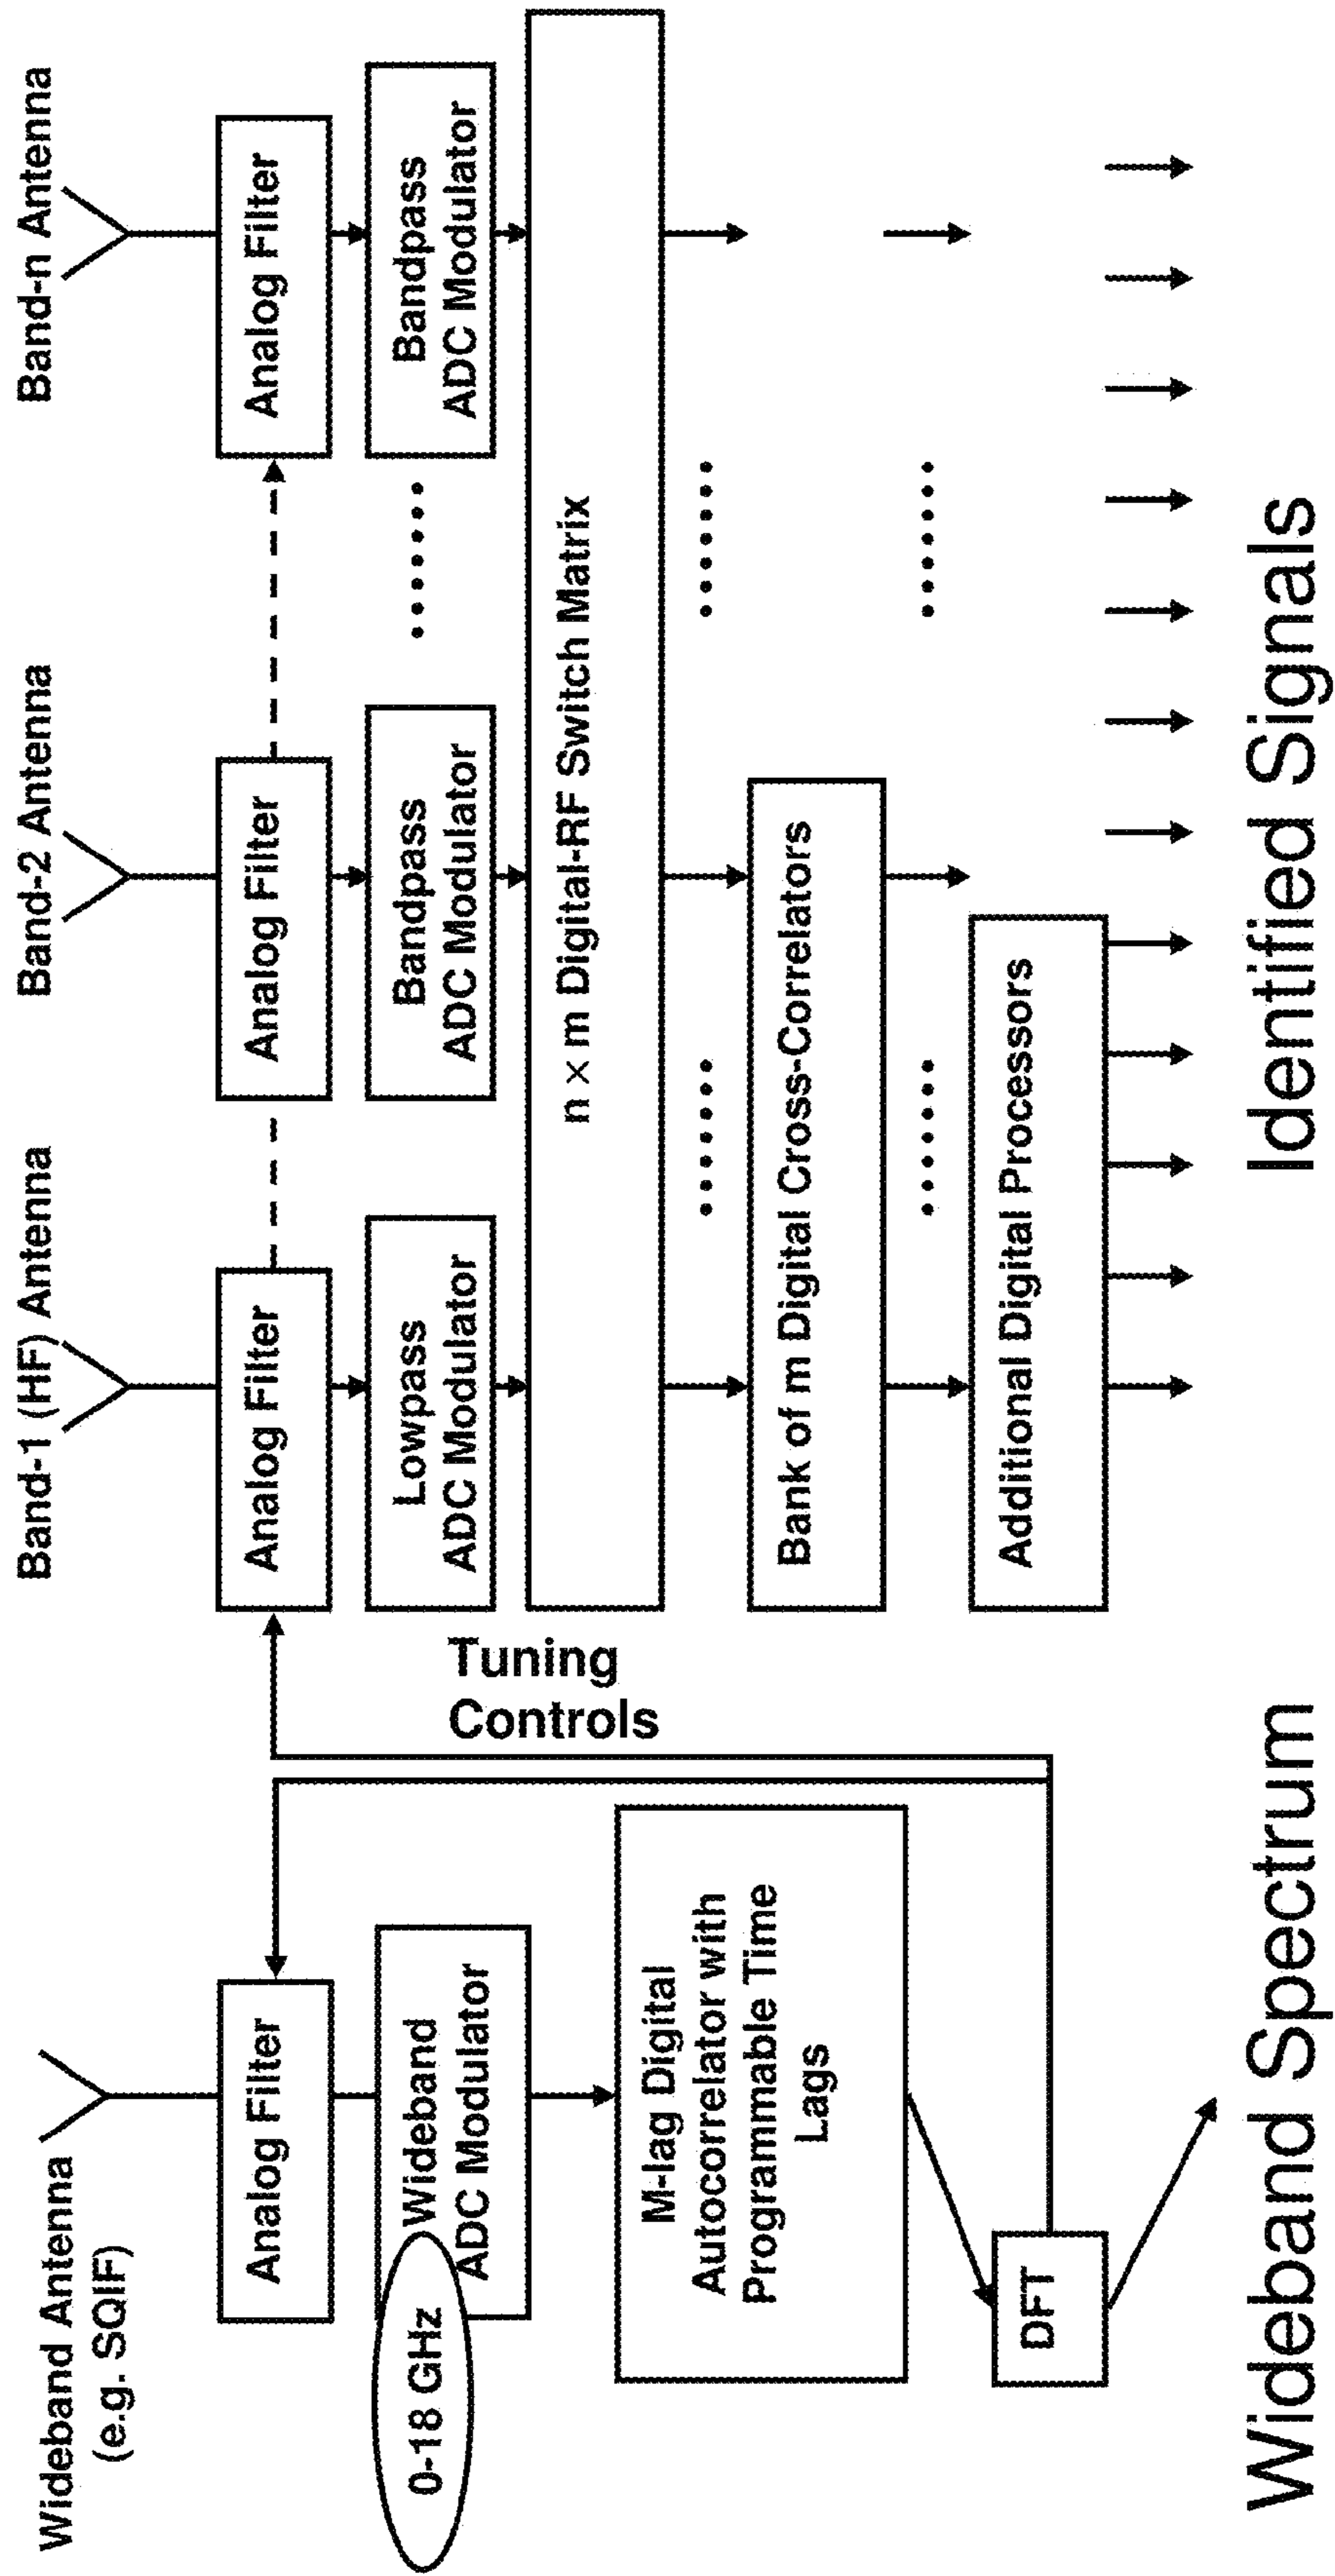 Wideband Antenna
(e.g. SQIF)
Analog Filter
Wideband
ADC Modulator
0-18 GHz
M-lag Digital
Autocorrelator with
Programmable Time
Lags
DFT
Wideband Spectrum
Tuning
Controls
Band-1 (HF) Antenna
Band-2 Antenna
Band-n Antenna
Analog Filter
Analog Filter
Analog Filter
Lowpass
ADC Modulator
Bandpass
ADC Modulator
Bandpass
ADC Modulator
n × m Digital-RF Switch Matrix
Bank of m Digital Cross-Correlators
Additional Digital Processors
Identified Signals